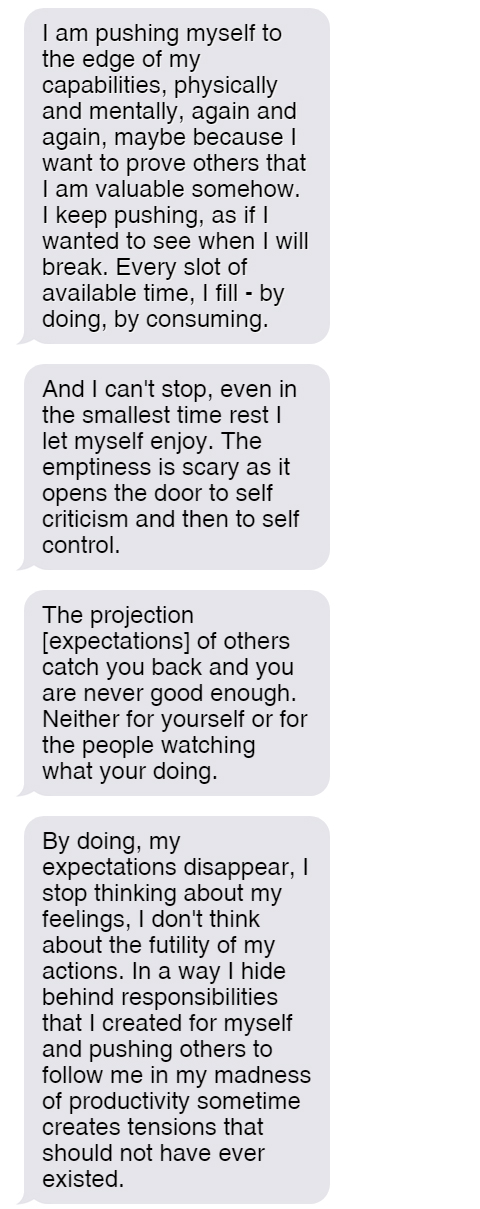 I am pushing myself to
the edge of my
capabilities, physically
and mentally, again and
again, maybe because I
want to prove others that
I am valuable somehow.
I keep pushing, as if I
wanted to see when I will
break. Every slot of
available time, I fill - by
doing, by consuming.
And I can't stop, even in
the smallest time rest I
let myself enjoy. The
emptiness is scary as it
opens the door to self
criticism and then to self
control.
The projection
[expectations] of others
catch you back and you
are never good enough.
Neither for yourself or for
the people watching
what your doing.
By doing, my
expectations disappear, I
stop thinking about my
feelings, I don't think
about the futility of my
actions. In a way I hide
behind responsibilities
that I created for myself
and pushing others to
follow me in my madness
of productivity sometime
creates tensions that
should not have ever
existed.